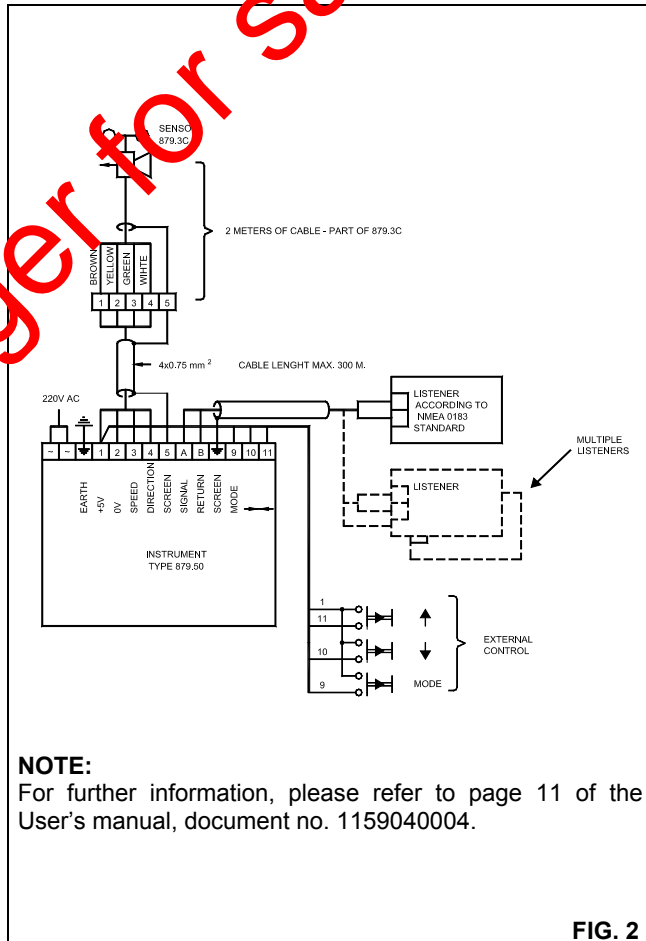 ger for s
SENSO
879.3C
2 METERS OF CABLE - PART OF 879.3C
BROWN
YELLOW
GREEN
WIHTE
1 2 3 4 5
4x0.75 mm 2
CABLE LENGHT MAX. 300 M.
220V AC
LISTENER
ACCORDING TO
NMEA 0183
STANDARD
MULTIPLE
LISTENERS
LISTENER
~ ~ 1 2 3 4 5 A B 9 10 11
EARTH
+5V
0V
SPEED
DIRECTION
SCREEN
SIGNAL
RETURN
SCREEN
MODE
INSTRUMENT
TYPE 879.50
1
11
10
9 MODE
EXTERNAL
CONTROL
NOTE:
For further information, please refer to page 11 of the
User's manual, document no. 1159040004.
FIG. 2